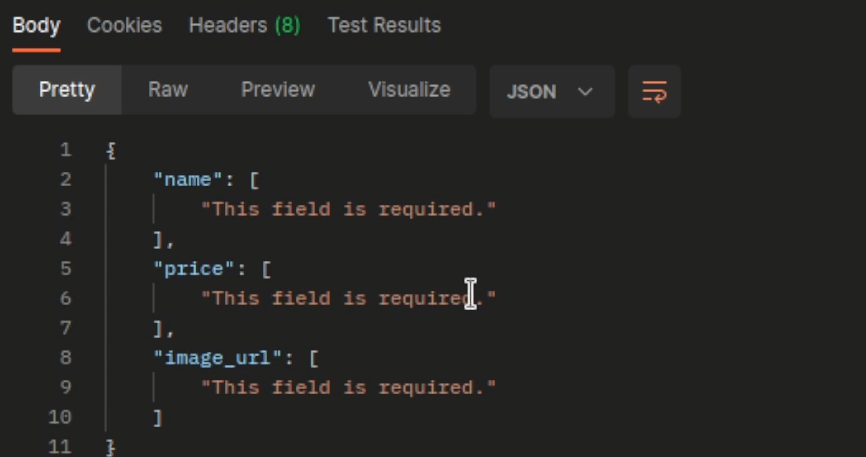 Body Cookies Headers (8) Test Results
Pretty Raw Preview Visualize JSON
1 {
2 "name": [
3 "This field is required."
4 ],
5 "price": [
6 "This field is required."
7 ],
8 "image_url": [
9 "This field is required."
10 ]
11 }